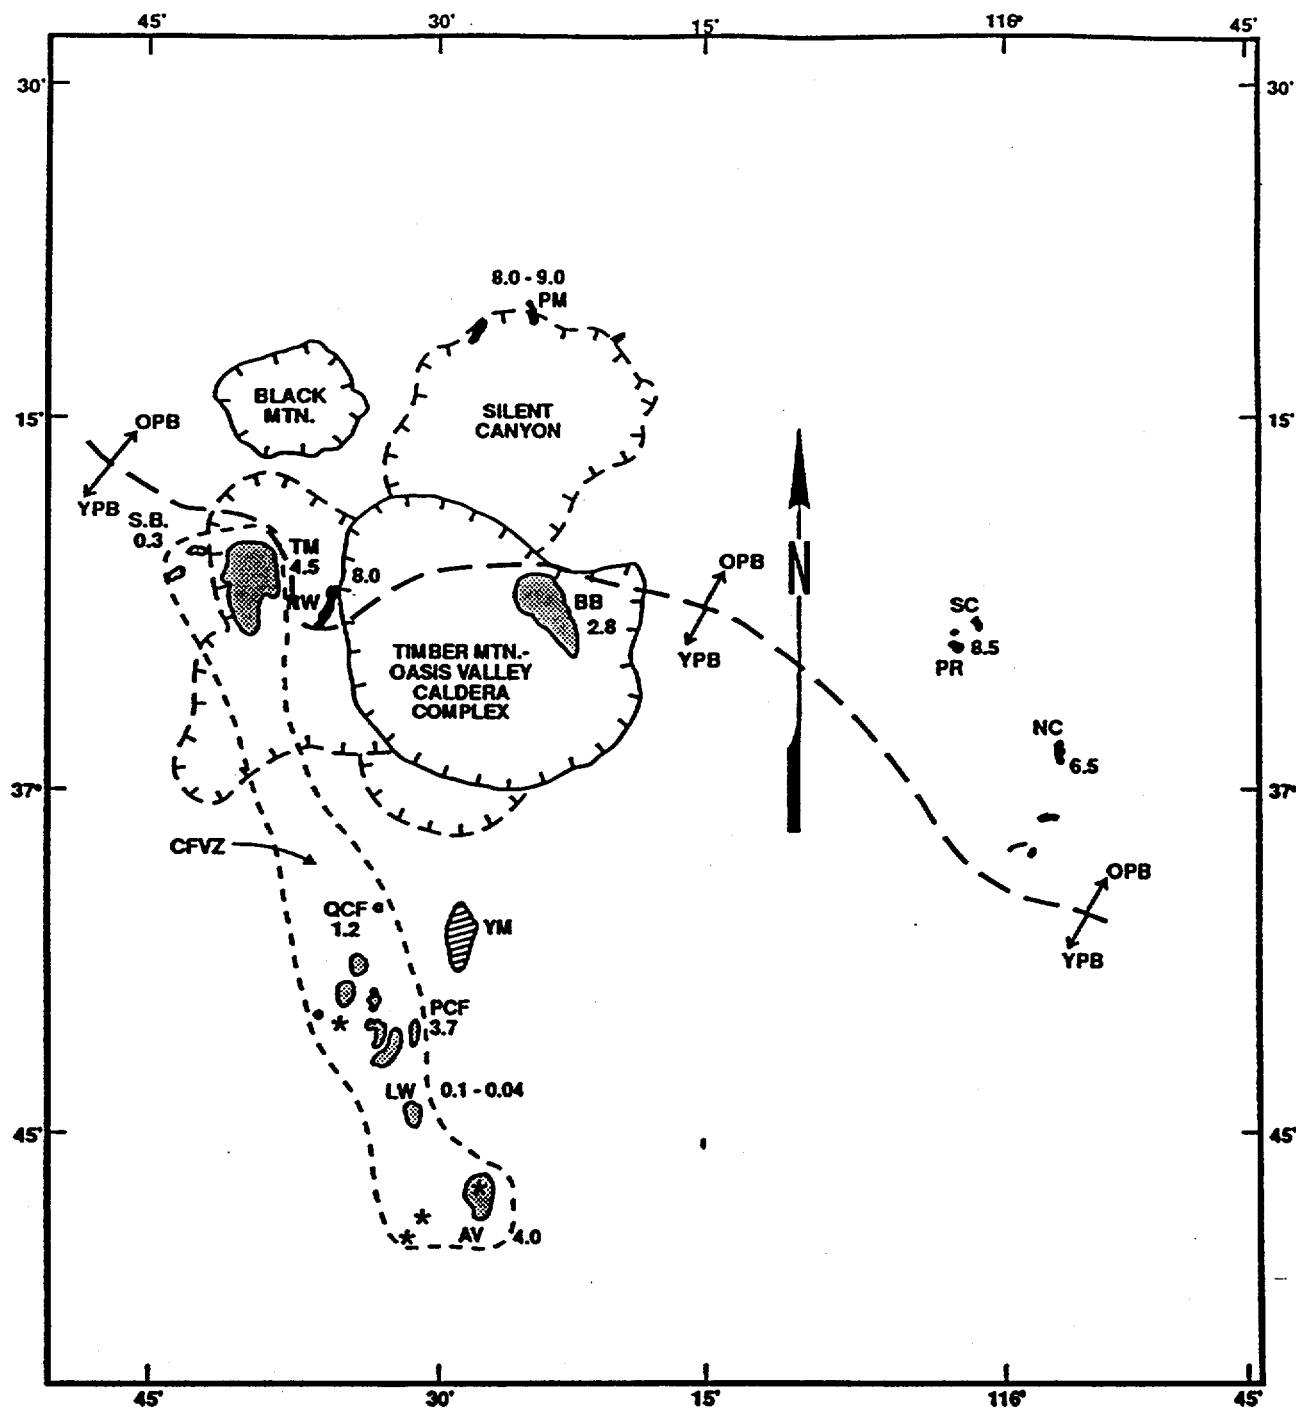 45'
30'
15'
116°
45'
30'
30'
8.0 - 9.0
PM
BLACK
MTN.
SILENT
CANYON
15'
15'
OPB
YPB
S.B.
0.3
TM
4.5
8.0
OPB
N
BB
2.8
YPB
SC
8.5
PR
TIMBER MTN.-
OASIS VALLEY
CALDERA
COMPLEX
NC
6.5
37°
37°
CFVZ
OPB
YPB
QCF
1.2
YM
PCF
3.7
LW
0.1 - 0.04
45'
45'
AV
4.0
45'
30'
15'
116°
45'